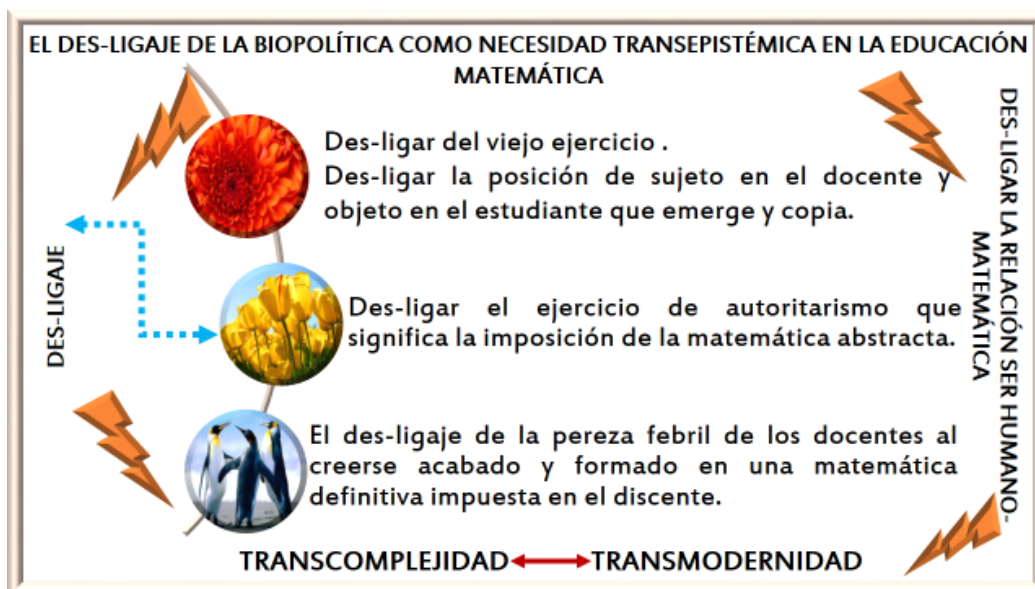 EL DES-LIGAJE DE LA BIOPOLÍTICA COMO NECESIDAD TRANSEPISTÉMICA EN LA EDUCACIÓN
MATEMÁTICA
Des-ligar del viejo ejercicio .
Des-ligar la posición de sujeto en el docente y
objeto en el estudiante que emerge y copia.
DES-LIGAJE
Des-ligar el ejercicio de autoritarismo que
significa la imposición de la matemática abstracta.
El des-ligaje de la pereza febril de los docentes al
creerse acabado y formado en una matemática
definitiva impuesta en el discente.
DES-LIGAR LA RELACIÓN SER HUMANO-
MATEMÁTICA
TRANSCOMPLEJIDAD TRANSMODERNIDAD